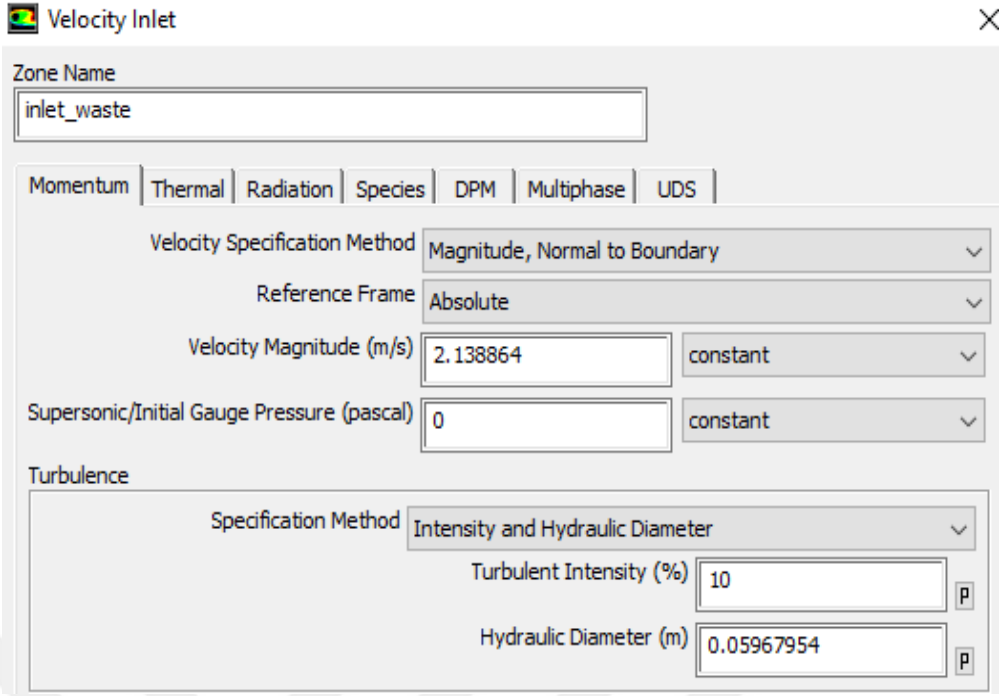 Velocity Inlet
Zone Name
inlet_waste
Momentum Thermal Radiation Species DPM Multiphase UDS
Velocity Specification Method Magnitude, Normal to Boundary
Reference Frame Absolute
Velocity Magnitude (m/s) 2.138864 constant
Supersonic/Initial Gauge Pressure (pascal) 0 constant
Turbulence
Specification Method Intensity and Hydraulic Diameter
Turbulent Intensity (%) 10 P
Hydraulic Diameter (m) 0.05967954 P